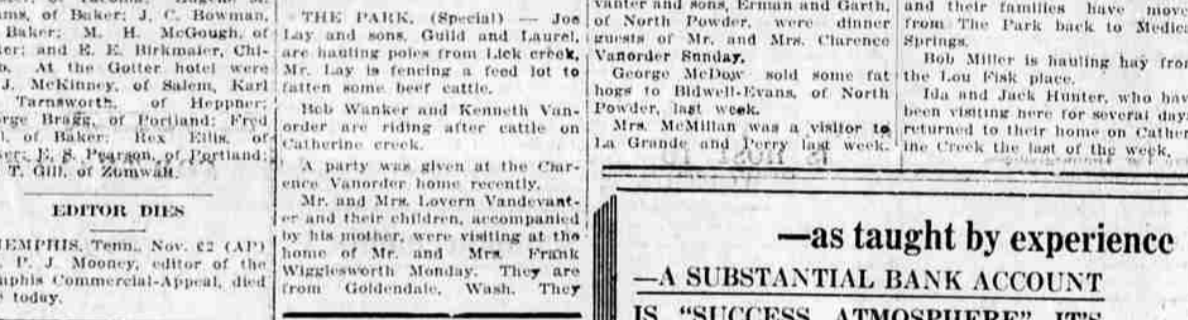 ms, of Baker; J. C. Bowman,
Baker; M. H. McGough, of
er; and E. E. Birkmaier, Chi-
o. At the Gotter hotel were
J. McKinney, of Salem, Karl
Tarnsworth, of Heppner;
rge Bragg, of Portland; Fred
l, of Baker; Rex Ellis, of
er; E. S. Pearson, of Portland;
T. Gill, of Zumwalt.
EDITOR DIES
MEMPHIS, Tenn., Nov. 22 (AP)
P. J. Mooney, editor of the
mphis Commercial-Appeal, died
today.
THE PARK, (Special) — Joe
Lay and sons, Guild and Laurel,
are hauling poles from Lick creek,
Mr. Lay is fencing a feed lot to
fatten some beef cattle.
Bob Wanker and Kenneth Van-
order are riding after cattle on
Catherine creek.
A party was given at the Clar-
ence Vanorder home recently.
Mr. and Mrs. Lovern Vandevant-
er and their children, accompanied
by his mother, were visiting at the
home of Mr. and Mrs. Frank
Wigglesworth Monday. They are
from Goldendale, Wash. They
vanter and sons, Erman and Garth,
of North Powder, were dinner
guests of Mr. and Mrs. Clarence
Vanorder Sunday.
George McDow sold some fat
hogs to Bidwell-Evans, of North
Powder, last week.
Mrs. McMillan was a visitor to
La Grande and Perry last week.
and their families have move
from The Park back to Medica
Springs.
Bob Miller is hauling hay from
the Lou Fisk place.
Ida and Jack Hunter, who hav
been visiting here for several day
returned to their home on Cather
ine Creek the last of the week.
—as taught by experience
—A SUBSTANTIAL BANK ACCOUNT
IS "SUCCESS ATMOSPHERE" IT'S